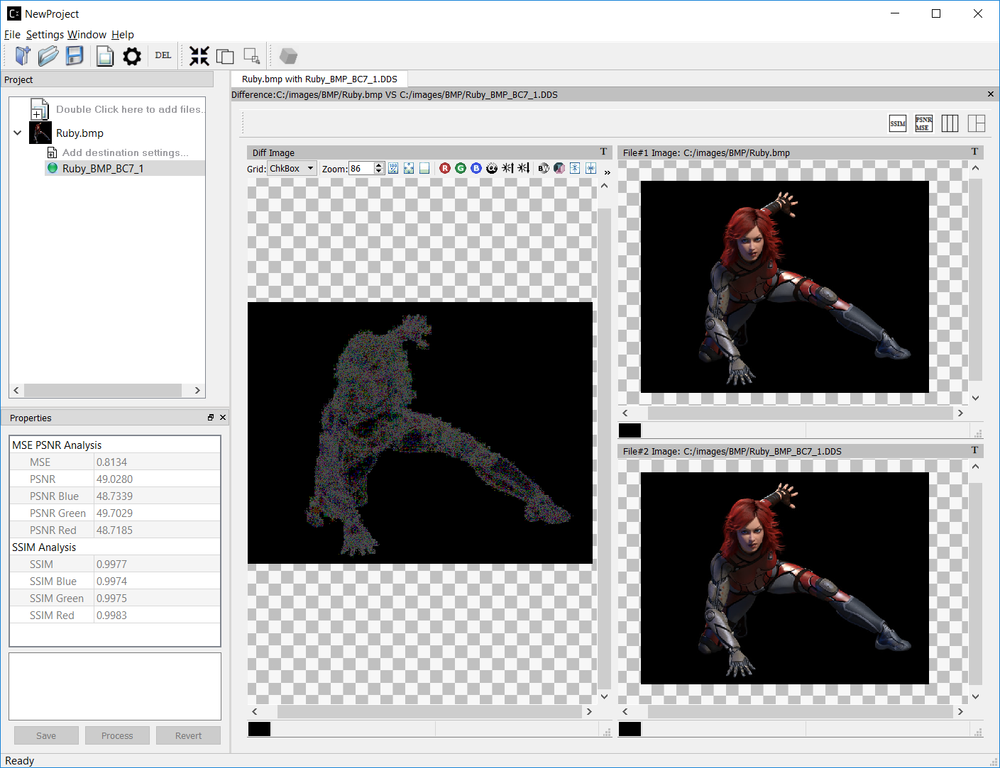 NewProject
File Settings Window Help
DEL
Project
Double Click here to add files..
Ruby.bmp
Add destination settings...
Ruby_BMP_BC7_1
Properties
MSE PSNR Analysis
MSE 0.8134
PSNR 49.0280
PSNR Blue 48.7339
PSNR Green 49.7029
PSNR Red 48.7185
SSIM Analysis
SSIM 0.9977
SSIM Blue 0.9974
SSIM Green 0.9975
SSIM Red 0.9983
Save Process Revert
Ruby.bmp with Ruby_BMP_BC7_1.DDS
Difference:C:/images/BMP/Ruby.bmp VS C:/images/BMP/Ruby_BMP_BC7_1.DDS
SSIM PSNR MSE
Diff Image T
Grid: ChkBox Zoom: 86 100% R G B α BW »
File#1 Image: C:/images/BMP/Ruby.bmp T
File#2 Image: C:/images/BMP/Ruby_BMP_BC7_1.DDS T
Ready